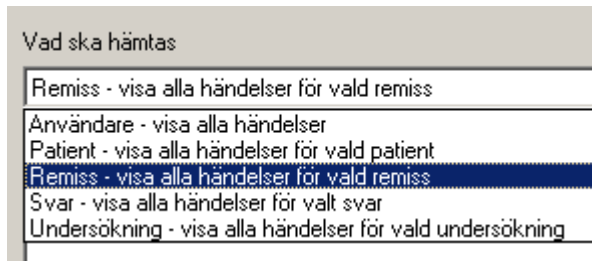 Vad ska hämtas
Remiss - visa alla händelser för vald remiss
Användare - visa alla händelser
Patient - visa alla händelser för vald patient
Remiss - visa alla händelser för vald remiss
Svar - visa alla händelser för valt svar
Undersökning - visa alla händelser för vald undersökning